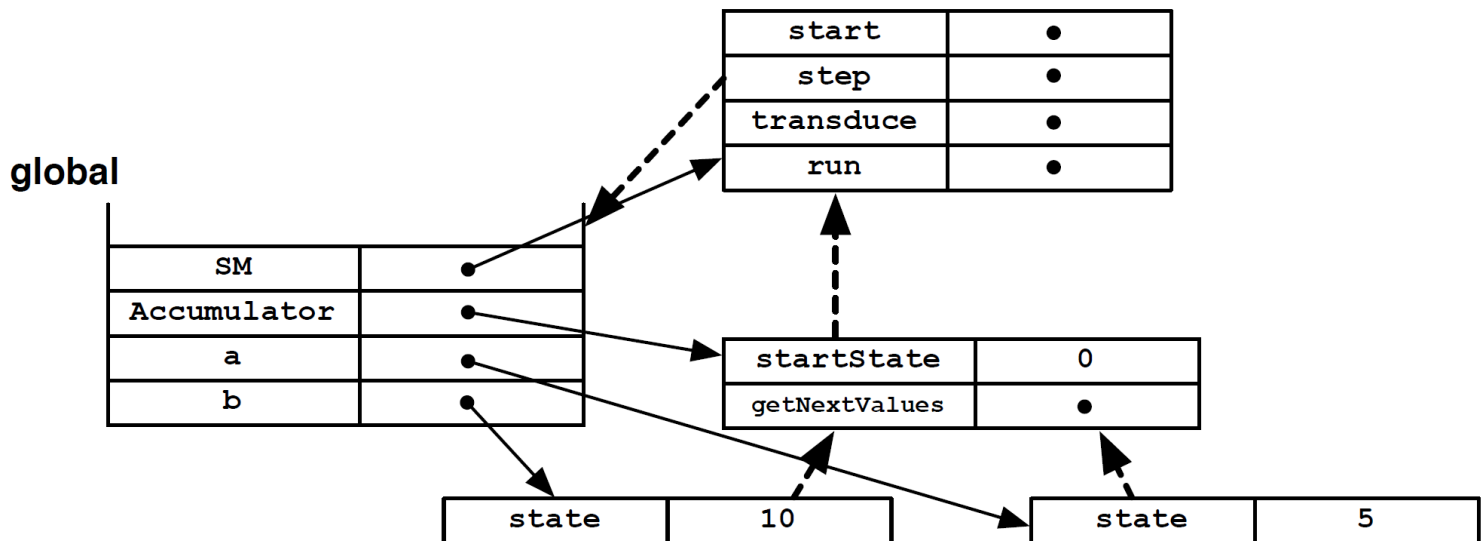 start
step
transduce
run
global
SM
Accumulator
a
b
startState 0
getNextValues
state 10
state 5